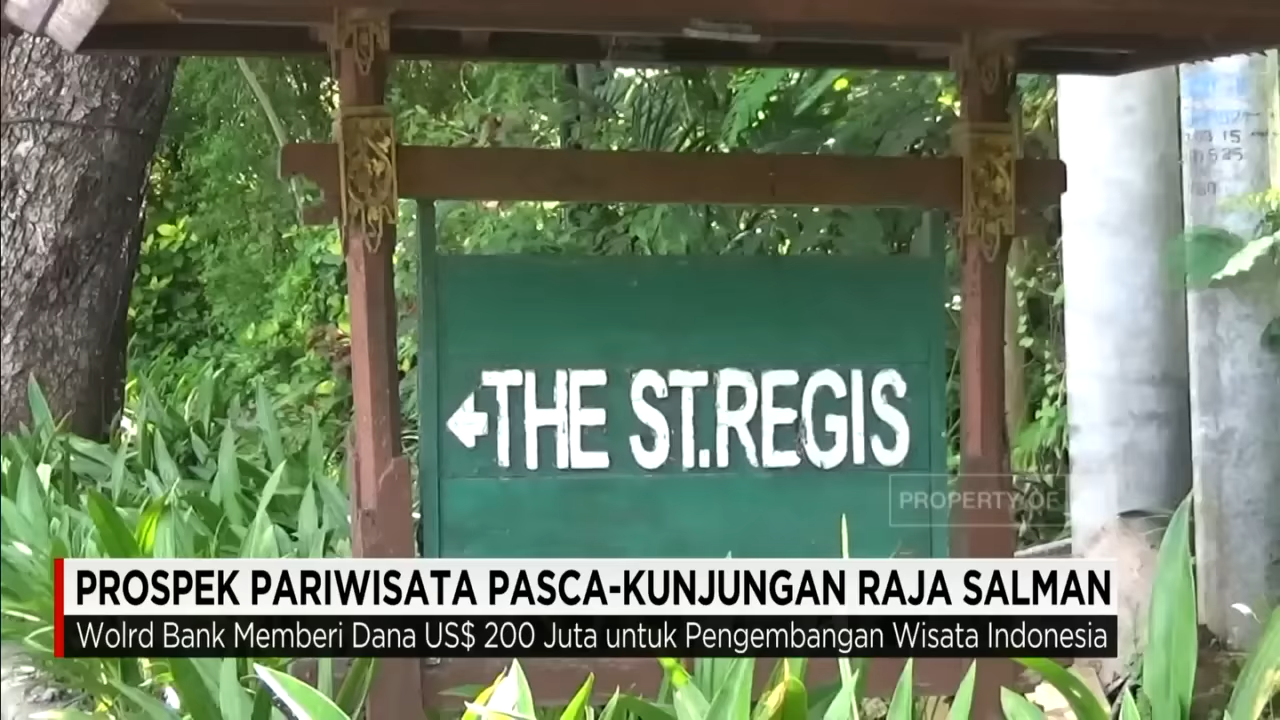 THE ST.REGIS
PROPERTY OF
PROSPEK PARIWISATA PASCA-KUNJUNGAN RAJA SALMAN
Wolrd Bank Memberi Dana US$ 200 Juta untuk Pengembangan Wisata Indonesia